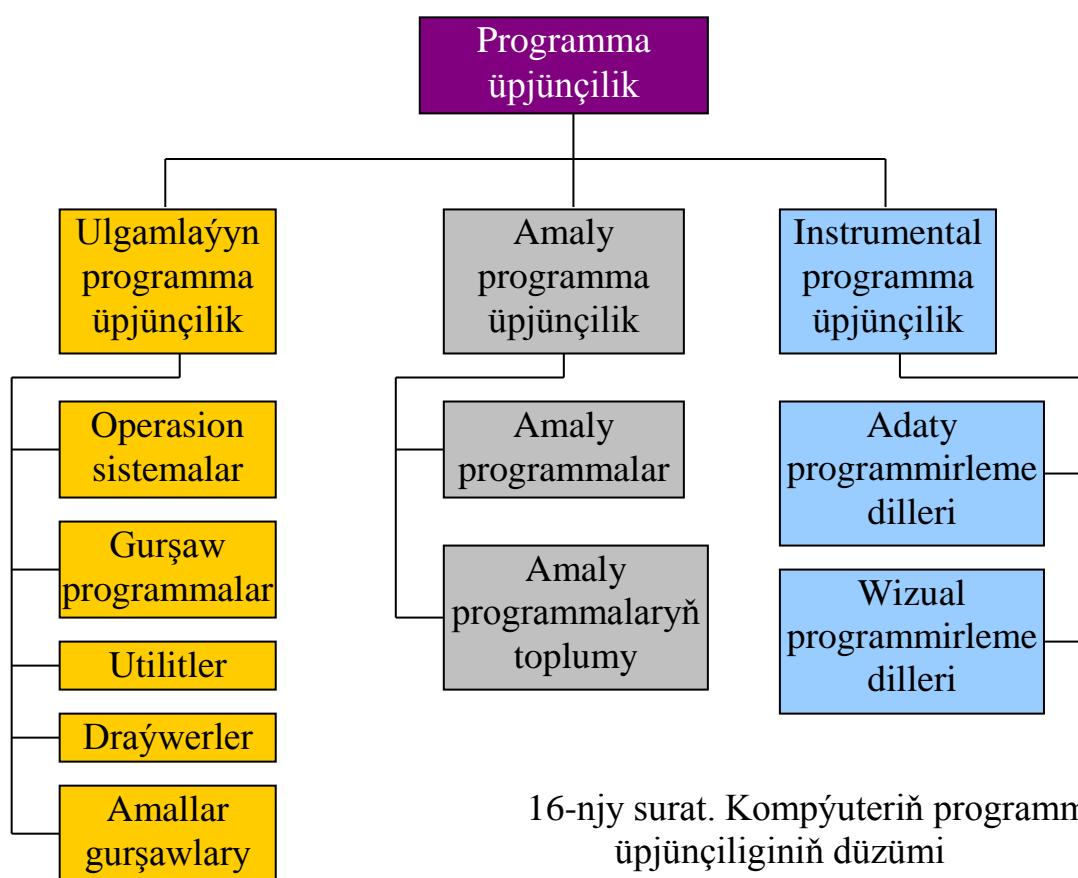 Programma
üpjünçilik
Ulgamlaýyn
programma
üpjünçilik
Amaly
programma
üpjünçilik
Instrumental
programma
üpjünçilik
Operasion
sistemalar
Gurşaw
programmalar
Utilitler
Draýwerler
Amallar
gurşawlary
Amaly
programmalar
Amaly
programmalaryň
toplumy
Adaty
programmirleme
dilleri
Wizual
programmirleme
dilleri
16-njy surat. Kompýuteriň
üpjünçiliginiň düzümi